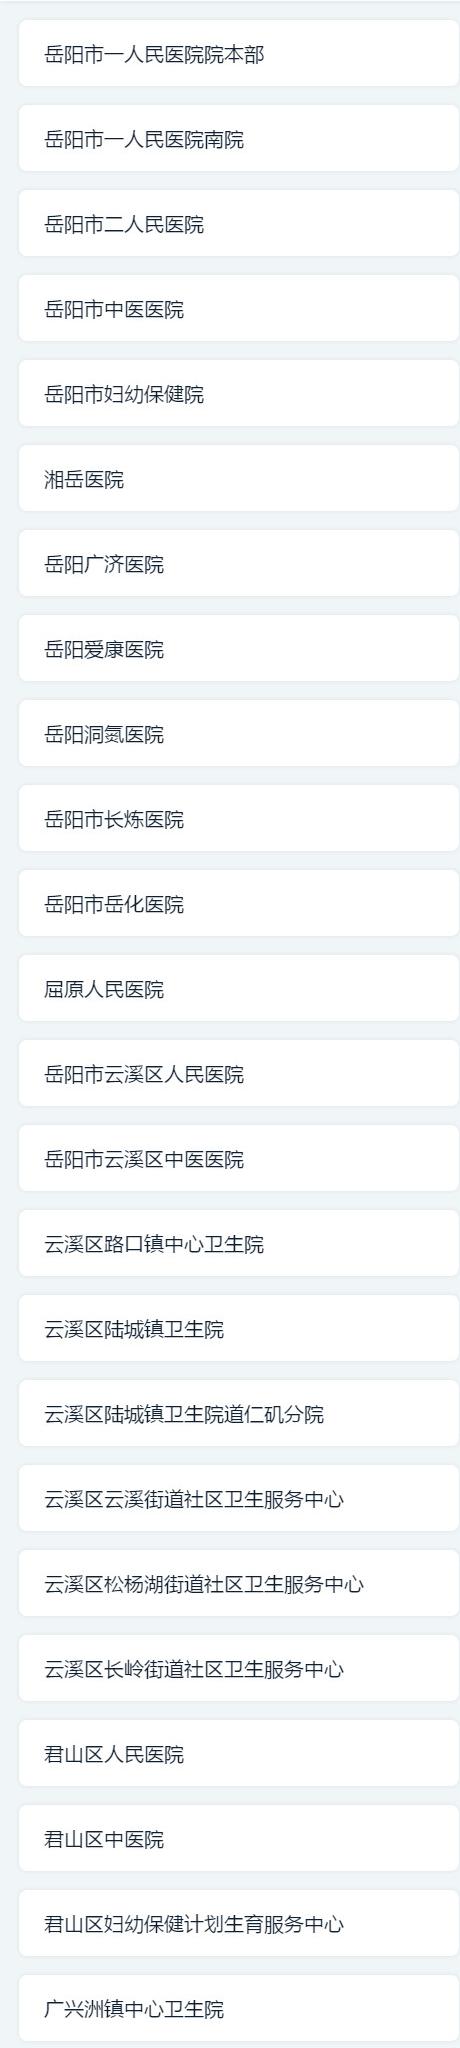 岳阳市一人民医院院本部
岳阳市一人民医院南院
岳阳市二人民医院
岳阳市中医医院
岳阳市妇幼保健院
湘岳医院
岳阳广济医院
岳阳爱康医院
岳阳洞氮医院
岳阳市长炼医院
岳阳市岳化医院
屈原人民医院
岳阳市云溪区人民医院
岳阳市云溪区中医医院
云溪区路口镇中心卫生院
云溪区陆城镇卫生院
云溪区陆城镇卫生院道仁矶分院
云溪区云溪街道社区卫生服务中心
云溪区松杨湖街道社区卫生服务中心
云溪区长岭街道社区卫生服务中心
君山区人民医院
君山区中医院
君山区妇幼保健计划生育服务中心
广兴洲镇中心卫生院